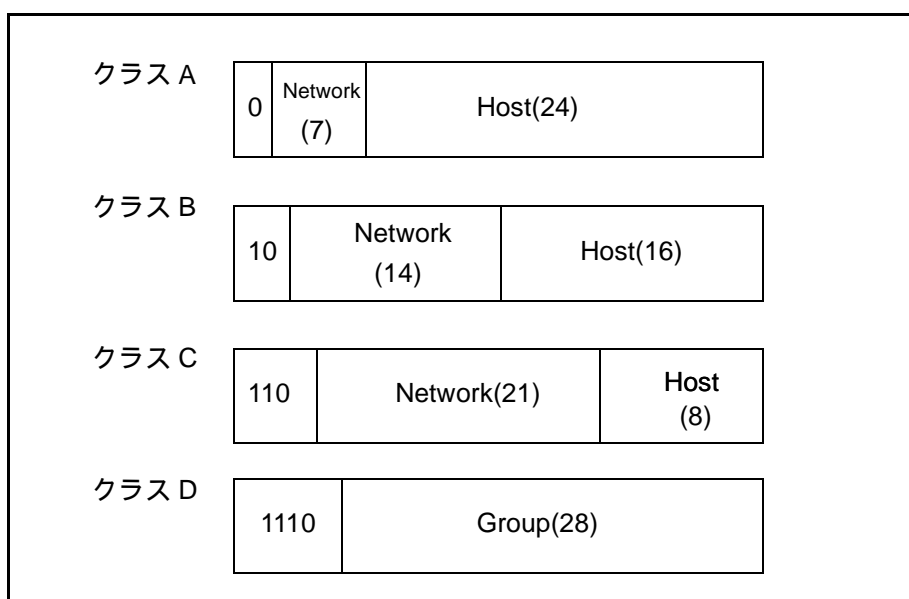 クラス A
0
Network
(7)
Host(24)
クラス B
10
Network
(14)
Host(16)
クラス C
110
Network(21)
Host
(8)
クラス D
1110
Group(28)